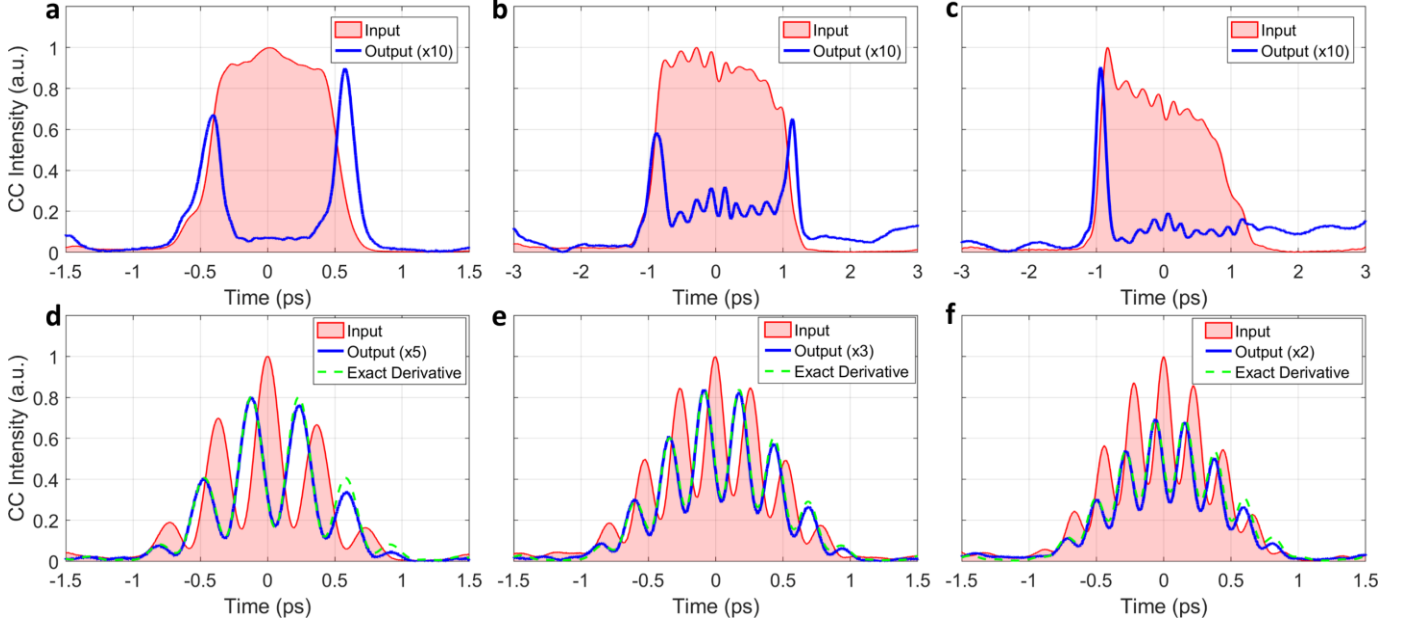 a
Input
Output (x10)
CC Intensity (a.u.)
1
0.8
0.6
0.4
0.2
0
-1.5 -1 -0.5 0 0.5 1 1.5
Time (ps)
b
Input
Output (x10)
-3 -2 -1 0 1 2 3
Time (ps)
c
Input
Output (x10)
-3 -2 -1 0 1 2 3
Time (ps)
d
Input
Output (x5)
Exact Derivative
CC Intensity (a.u.)
1
0.8
0.6
0.4
0.2
0
-1.5 -1 -0.5 0 0.5 1 1.5
Time (ps)
e
Input
Output (x3)
Exact Derivative
-1.5 -1 -0.5 0 0.5 1 1.5
Time (ps)
f
Input
Output (x2)
Exact Derivative
-1.5 -1 -0.5 0 0.5 1 1.5
Time (ps)